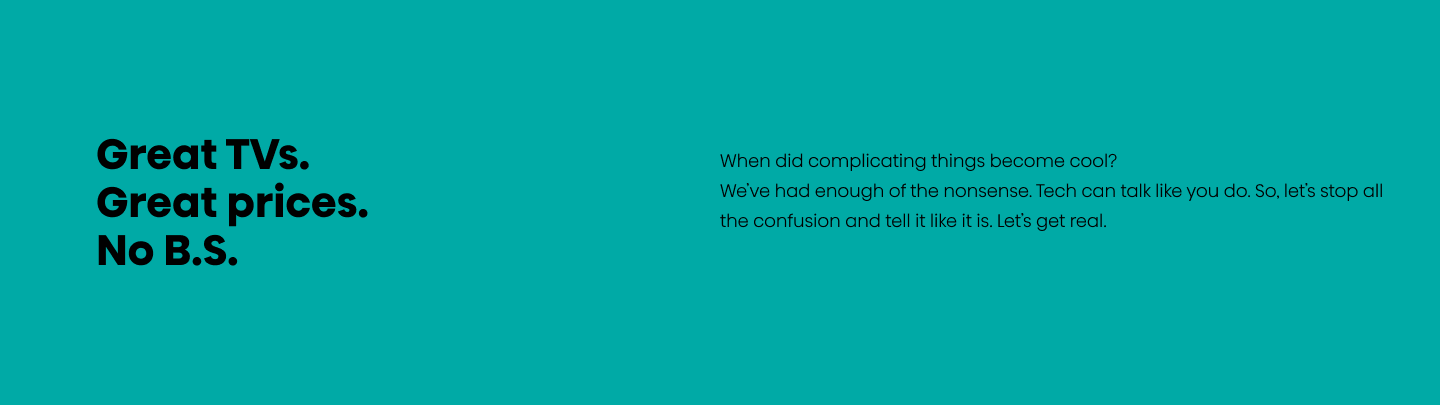 Great TVs.
Great prices.
No B.S.
When did complicating things become cool?
We’ve had enough of the nonsense. Tech can talk like you do. So, let’s stop all
the confusion and tell it like it is. Let’s get real.